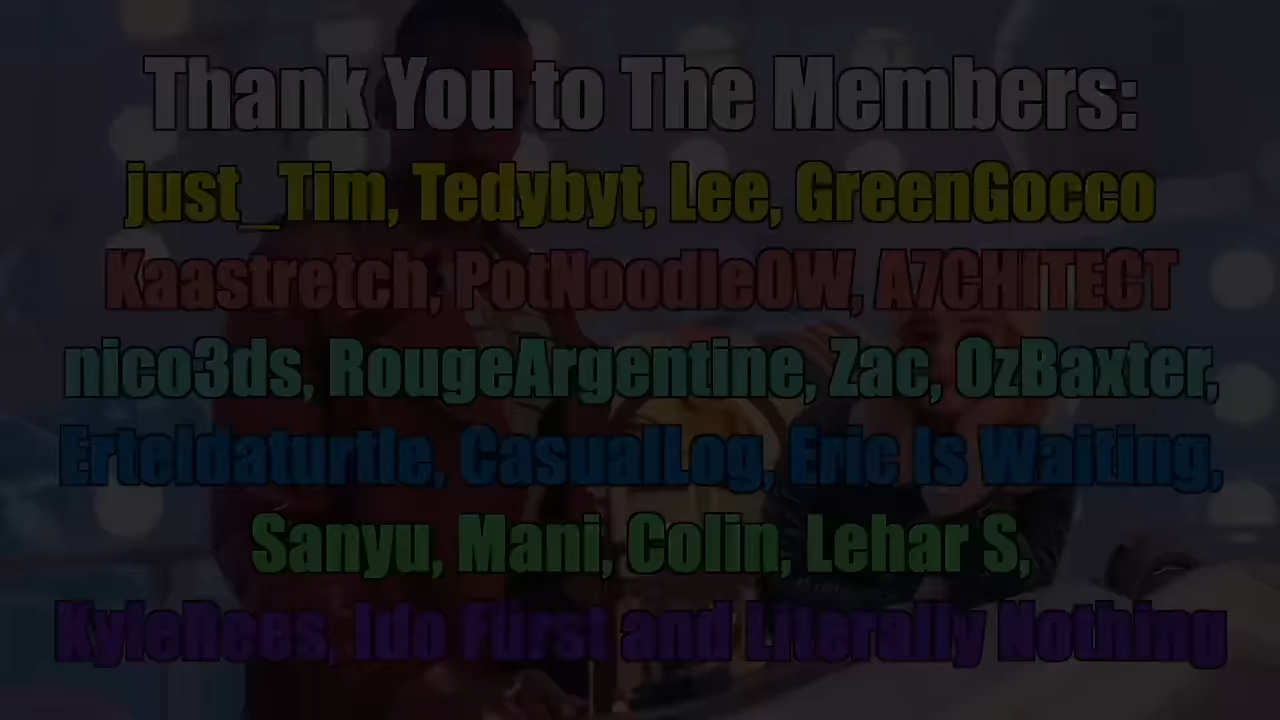 Thank You to The Members:
just_Tim, Tedybyt, Lee, GreenGocco
Kaastretch, PotNoodleOW, A7CHITECT
nico3ds, RougeArgentine, Zac, OzBaxter,
Erteldaturtle, CasualLog, Eric Is Waiting,
Sanyu, Mani, Colin, Lehar S,
KyleRees, Ido Fürst and Literally Nothing